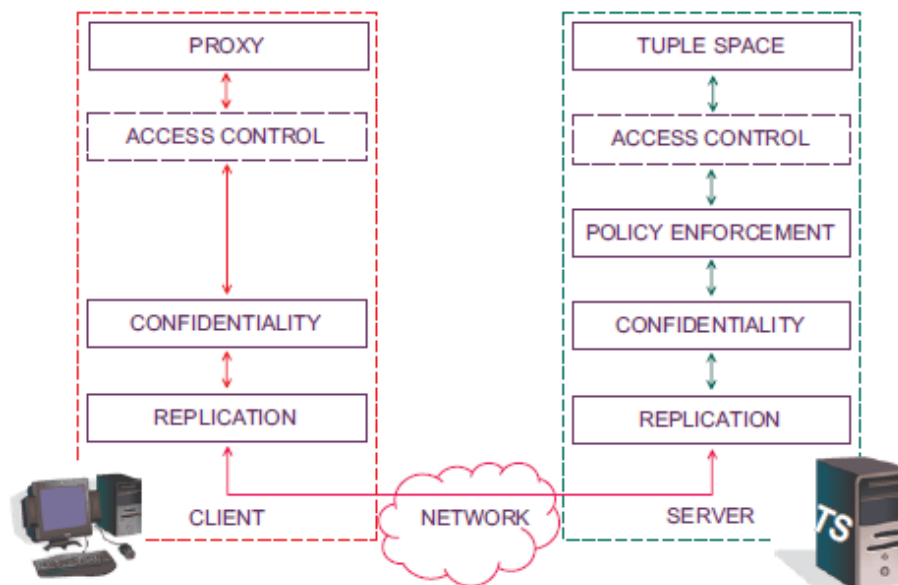 PROXY
TUPLE SPACE
ACCESS CONTROL
ACCESS CONTROL
POLICY ENFORCEMENT
CONFIDENTIALITY
CONFIDENTIALITY
REPLICATION
REPLICATION
CLIENT
NETWORK
SERVER
TS